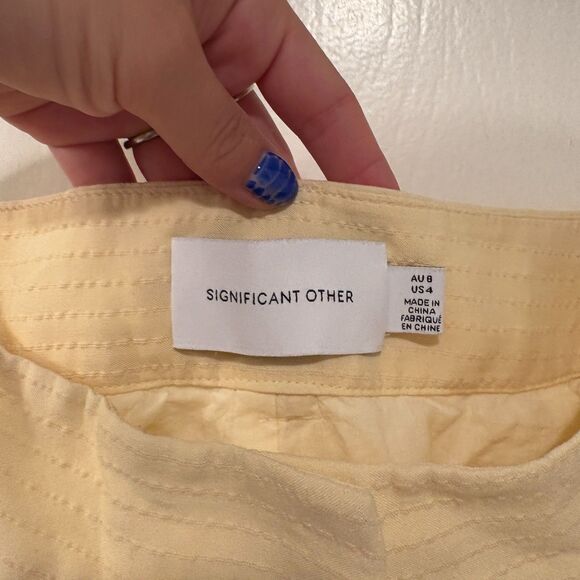 SIGNIFICANT OTHER
AU 8
US 4
MADE IN
CHINA
FABRIQUÉ
EN CHINE